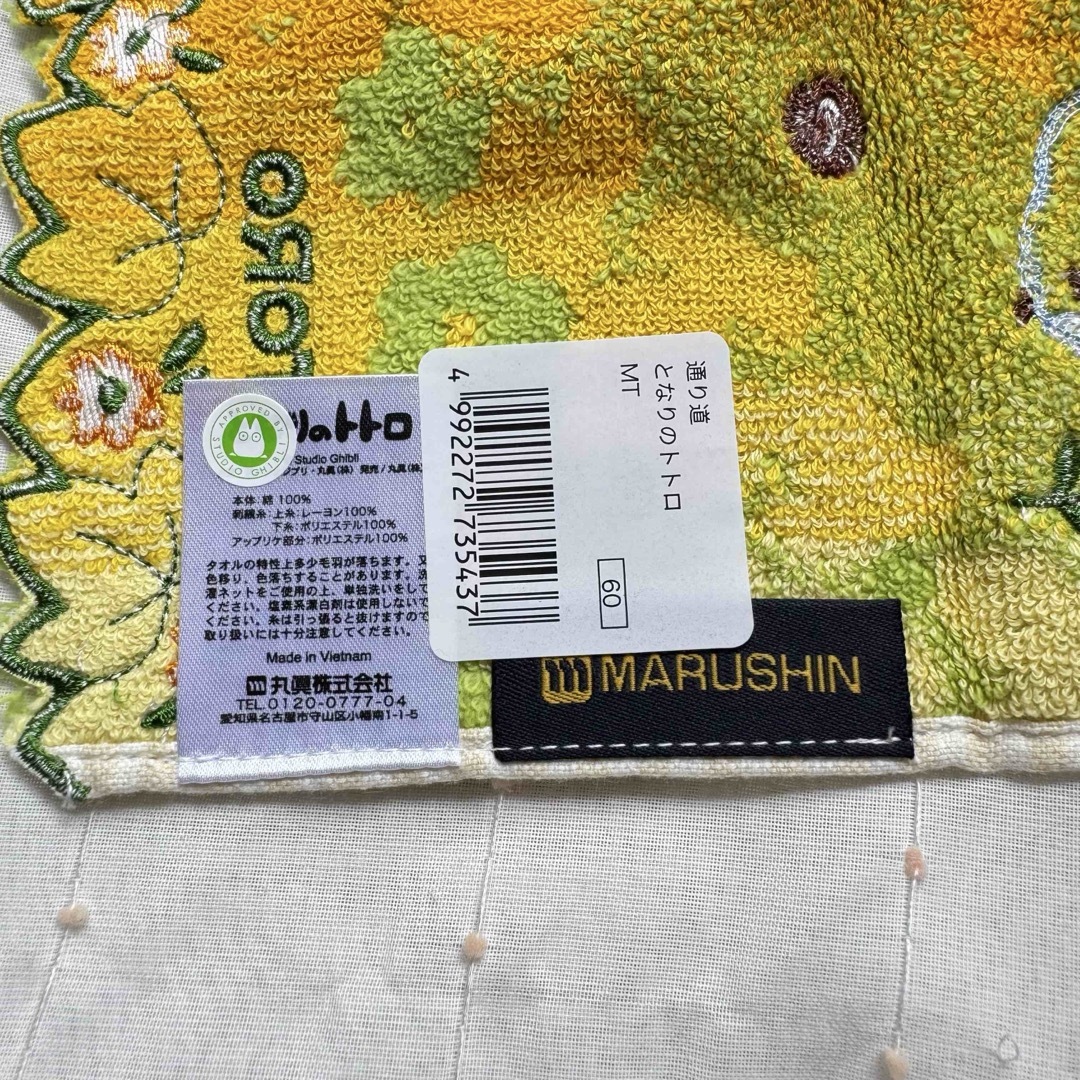 TOTORO
STUDIO GHIBLI
APPROVED BY
りのトトロ
Studio Ghibli
ブリ・丸眞(株) 発売/丸眞(株)
本体:綿 100%
刺繍糸:上糸:レーヨン100%
下糸:ポリエステル100%
アップリケ部分:ポリエステル100%
タオルの特性上多少毛羽が落ちます。又
色移り、色落ちすることがあります。洗
濯ネットをご使用の上、単独洗いをして
ください。塩素系漂白剤は使用しないで
ください。糸は引っ張ると抜けますので
取り扱いには十分注意してください。
Made in Vietnam
丸眞株式会社
TEL.0120-0777-04
愛知県名古屋市守山区小幡南1-1-5
通り道
となりのトトロ
MT
60
4 992272 735437
MARUSHIN